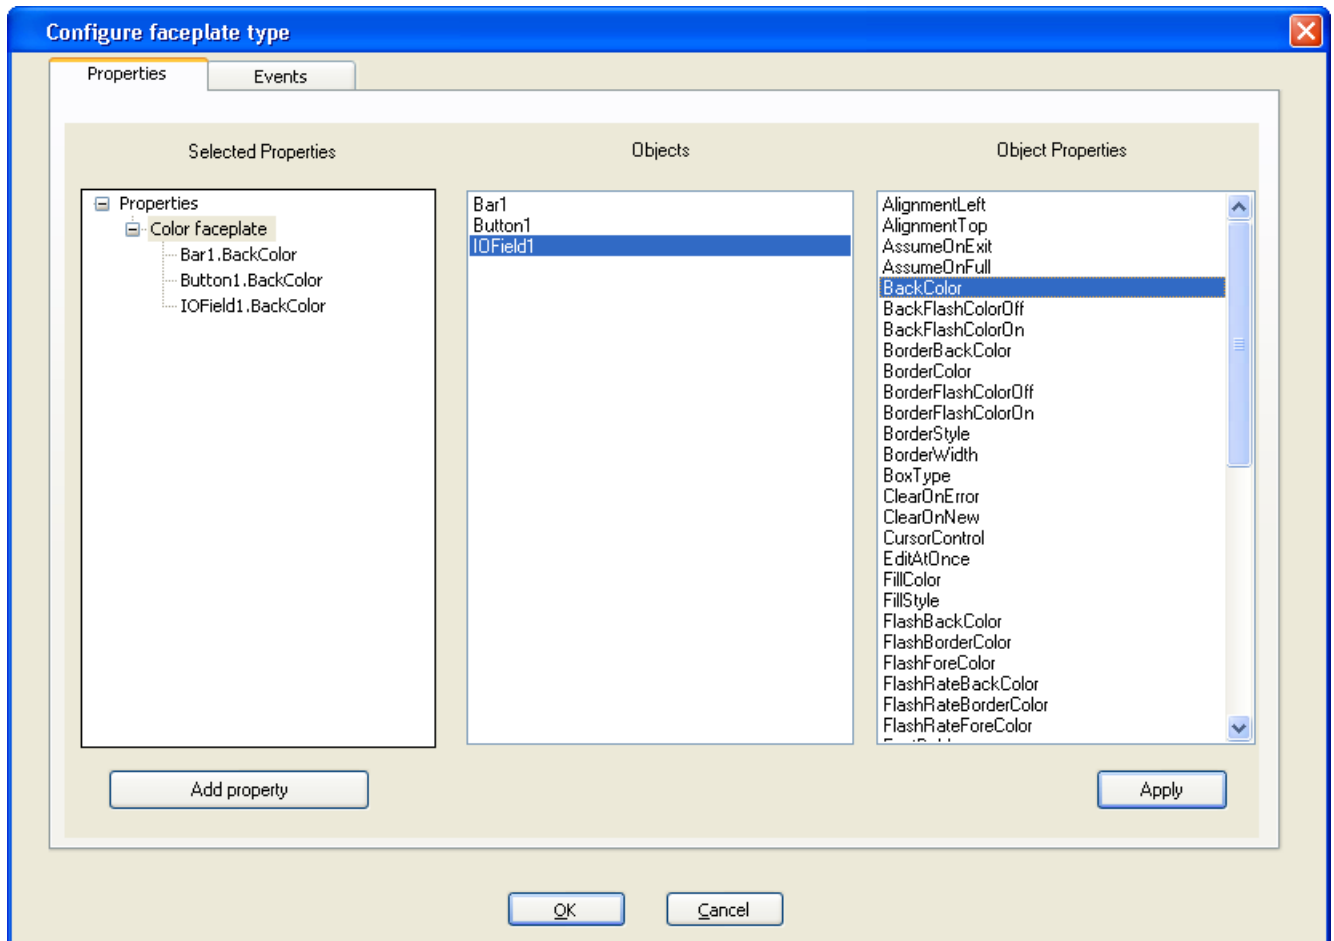 Configure faceplate type
Properties
Events
Selected Properties
Objects
Object Properties
Properties
Color faceplate
Bar1.BackColor
Button1.BackColor
IOField1.BackColor
Bar1
Button1
IOField1
AlignmentLeft
AlignmentTop
AssumeOnExit
AssumeOnFull
BackColor
BackFlashColorOff
BackFlashColorOn
BorderBackColor
BorderColor
BorderFlashColorOff
BorderFlashColorOn
BorderStyle
BorderWidth
BoxType
ClearOnError
ClearOnNew
CursorControl
EditAtOnce
FillColor
FillStyle
FlashBackColor
FlashBorderColor
FlashForeColor
FlashRateBackColor
FlashRateBorderColor
FlashRateForeColor
Add property
Apply
OK
Cancel